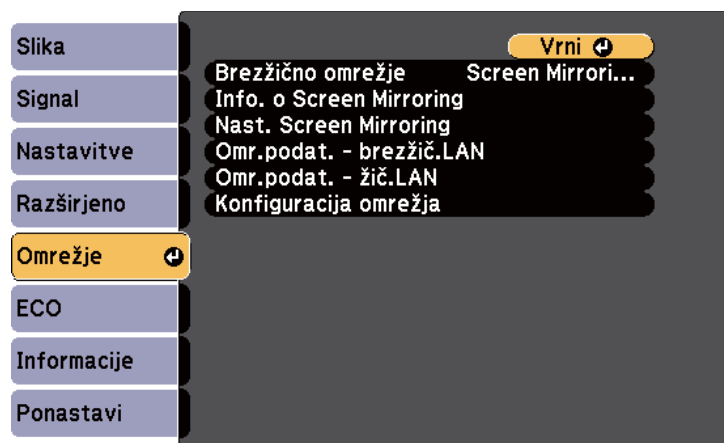 Slika
Signal
Nastavitve
Razširjeno
Omrežje
ECO
Informacije
Ponastavi
Vrni
Brezžično omrežje Screen Mirrori...
Info. o Screen Mirroring
Nast. Screen Mirroring
Omr.podat. - brezžič.LAN
Omr.podat. - žič.LAN
Konfiguracija omrežja